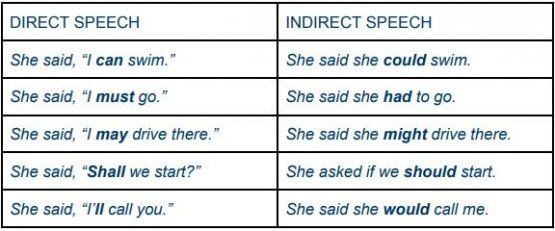 DIRECT SPEECH INDIRECT SPEECH
She said, “I can swim.” She said she could swim.
She said, “I must go.” She said she had to go.
She said, “I may drive there.” She said she might drive there.
She said, “Shall we start?” She asked if we should start.
She said, “I’ll call you.” She said she would call me.